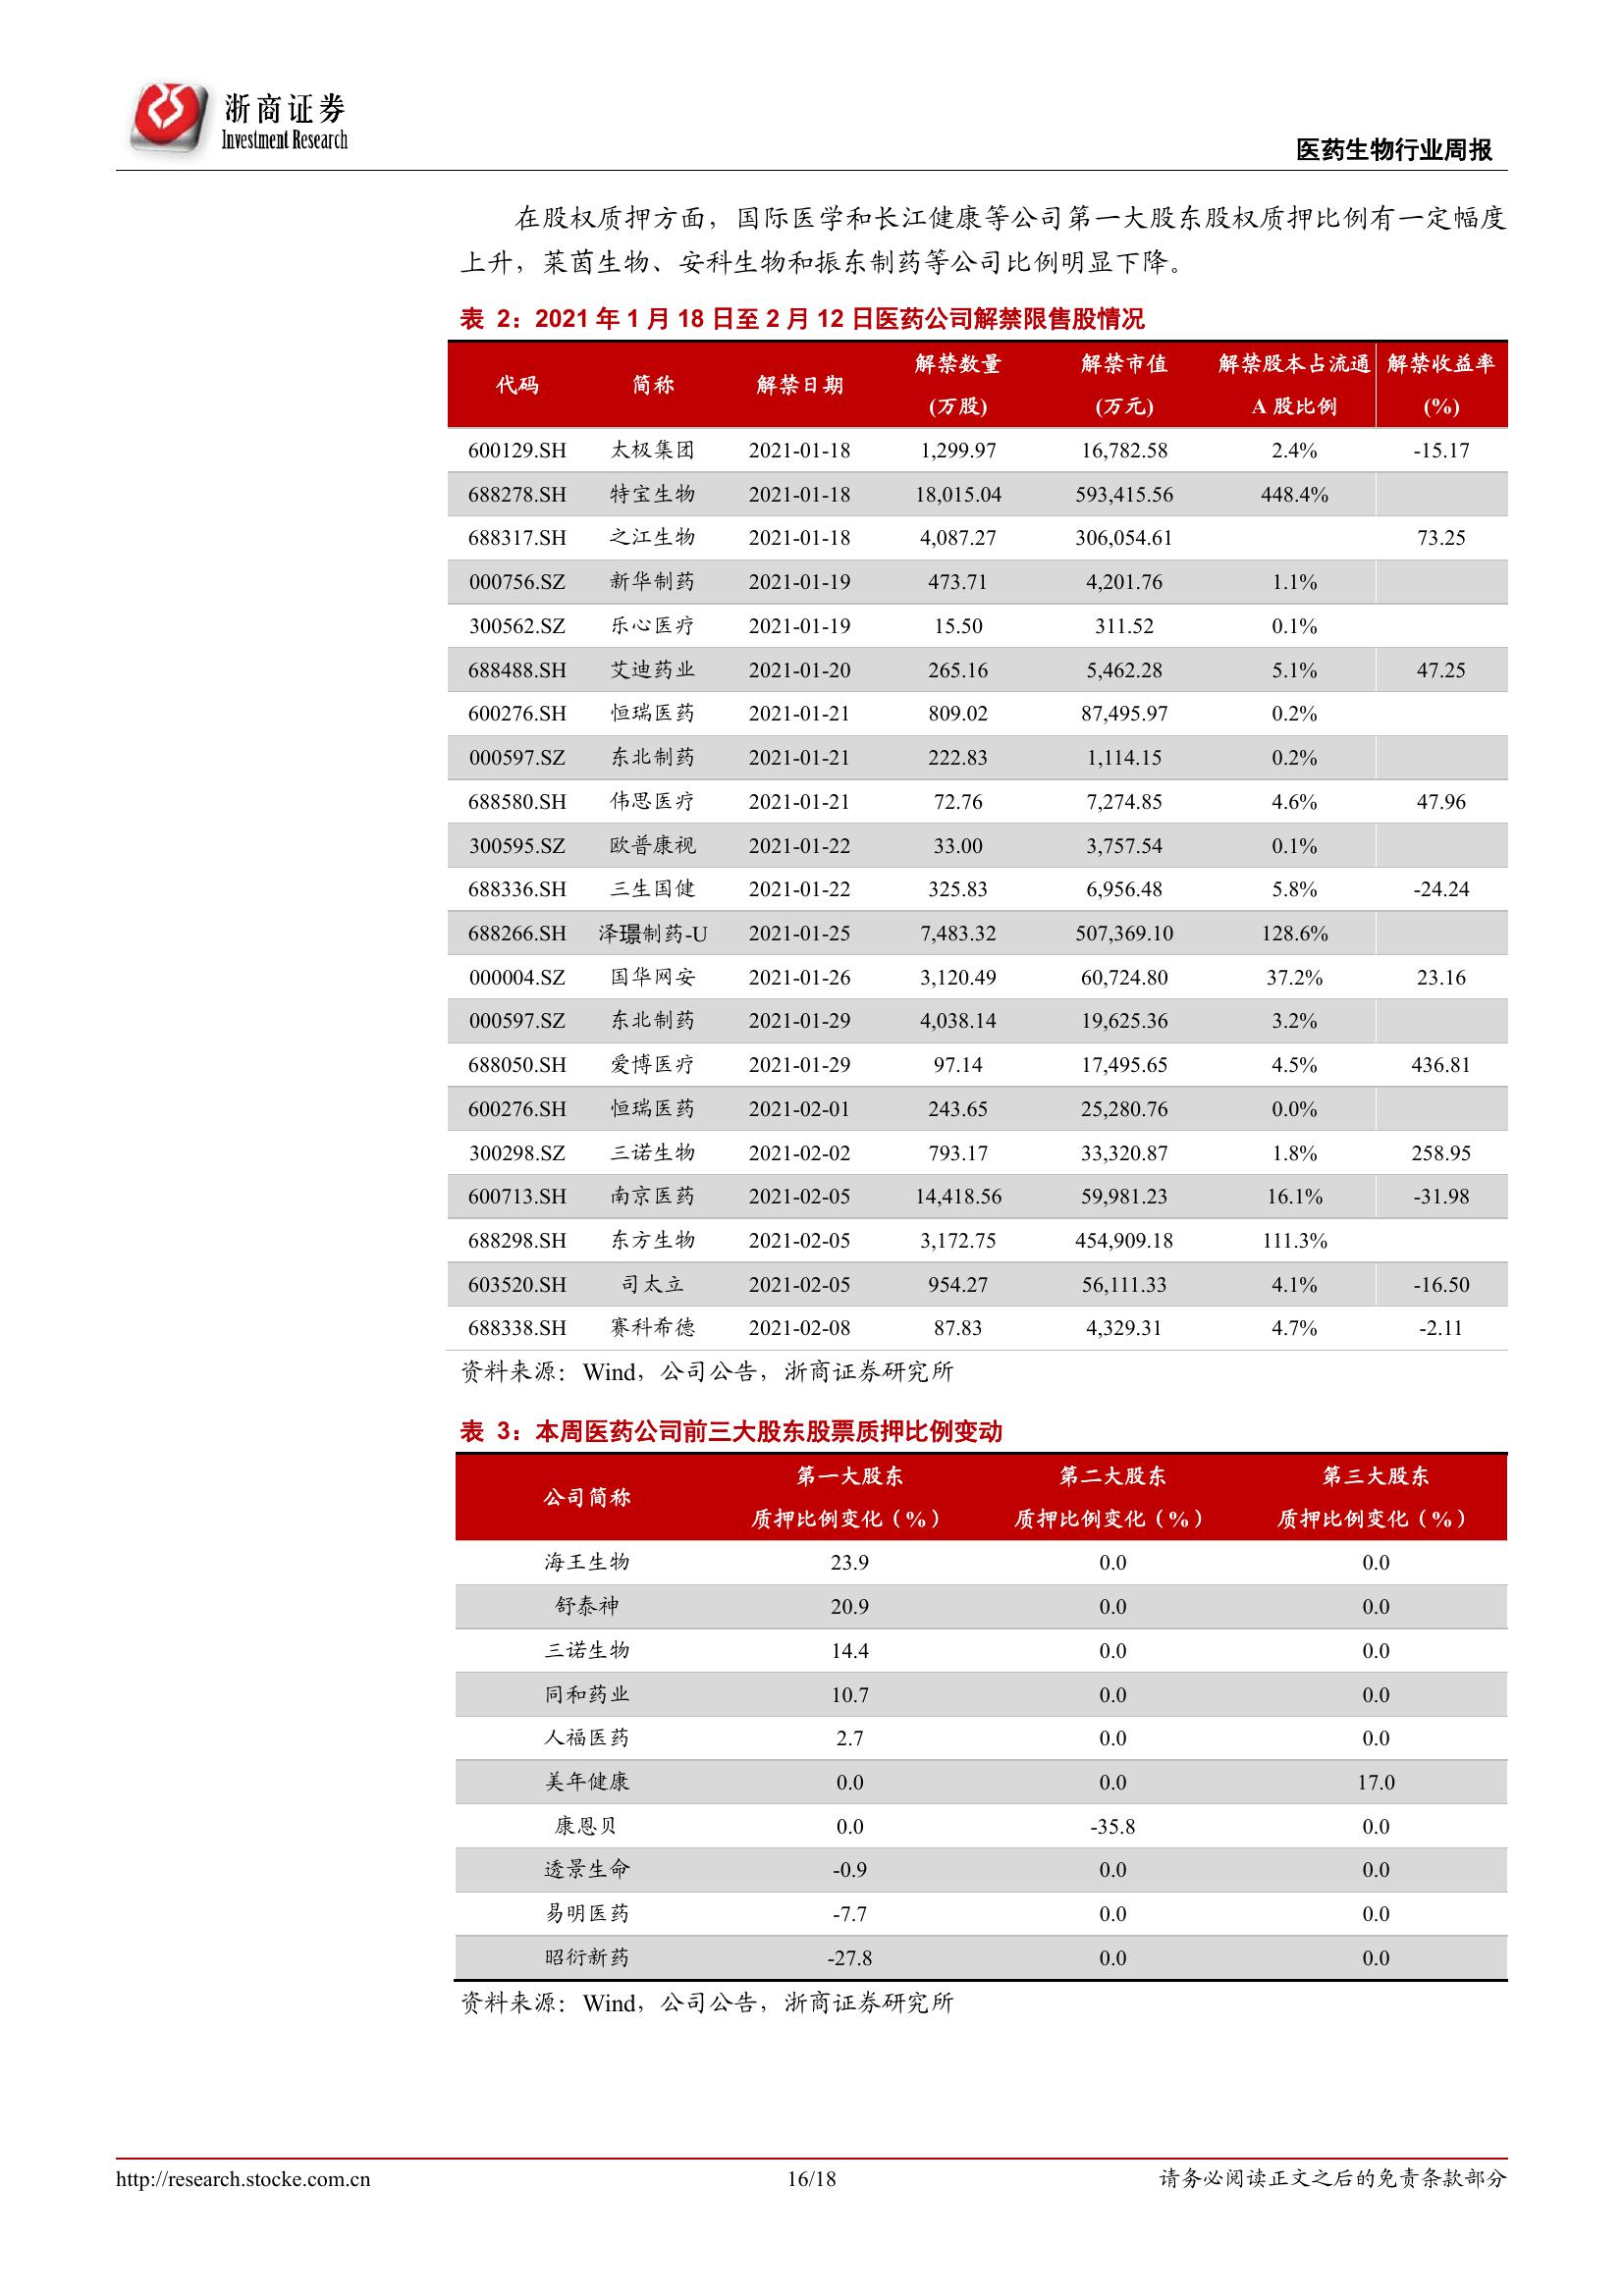 浙商证券
Investment Research
医药生物行业周报
在股权质押方面，国际医学和长江健康等公司第一大股东股权质押比例有一定幅度
上升，莱茵生物、安科生物和振东制药等公司比例明显下降。
表 2：2021 年 1 月 18 日至 2 月 12 日医药公司解禁限售股情况
代码 简称 解禁日期 解禁数量 (万股) 解禁市值 (万元) 解禁股本占流通 A 股比例 解禁收益率 (%)
600129.SH 太极集团 2021-01-18 1,299.97 16,782.58 2.4% -15.17
688278.SH 特宝生物 2021-01-18 18,015.04 593,415.56 448.4%
688317.SH 之江生物 2021-01-18 4,087.27 306,054.61 73.25
000756.SZ 新华制药 2021-01-19 473.71 4,201.76 1.1%
300562.SZ 乐心医疗 2021-01-19 15.50 311.52 0.1%
688488.SH 艾迪药业 2021-01-20 265.16 5,462.28 5.1% 47.25
600276.SH 恒瑞医药 2021-01-21 809.02 87,495.97 0.2%
000597.SZ 东北制药 2021-01-21 222.83 1,114.15 0.2%
688580.SH 伟思医疗 2021-01-21 72.76 7,274.85 4.6% 47.96
300595.SZ 欧普康视 2021-01-22 33.00 3,757.54 0.1%
688336.SH 三生国健 2021-01-22 325.83 6,956.48 5.8% -24.24
688266.SH 泽璟制药-U 2021-01-25 7,483.32 507,369.10 128.6%
000004.SZ 国华网安 2021-01-26 3,120.49 60,724.80 37.2% 23.16
000597.SZ 东北制药 2021-01-29 4,038.14 19,625.36 3.2%
688050.SH 爱博医疗 2021-01-29 97.14 17,495.65 4.5% 436.81
600276.SH 恒瑞医药 2021-02-01 243.65 25,280.76 0.0%
300298.SZ 三诺生物 2021-02-02 793.17 33,320.87 1.8% 258.95
600713.SH 南京医药 2021-02-05 14,418.56 59,981.23 16.1% -31.98
688298.SH 东方生物 2021-02-05 3,172.75 454,909.18 111.3%
603520.SH 司太立 2021-02-05 954.27 56,111.33 4.1% -16.50
688338.SH 赛科希德 2021-02-08 87.83 4,329.31 4.7% -2.11
资料来源：Wind，公司公告，浙商证券研究所
表 3：本周医药公司前三大股东股票质押比例变动
公司简称 第一大股东 质押比例变化（%） 第二大股东 质押比例变化（%） 第三大股东 质押比例变化（%）
海王生物 23.9 0.0 0.0
舒泰神 20.9 0.0 0.0
三诺生物 14.4 0.0 0.0
同和药业 10.7 0.0 0.0
人福医药 2.7 0.0 0.0
美年健康 0.0 0.0 17.0
康恩贝 0.0 -35.8 0.0
透景生命 -0.9 0.0 0.0
易明医药 -7.7 0.0 0.0
昭衍新药 -27.8 0.0 0.0
资料来源：Wind，公司公告，浙商证券研究所
http://research.stocke.com.cn 16/18 请务必阅读正文之后的免责条款部分